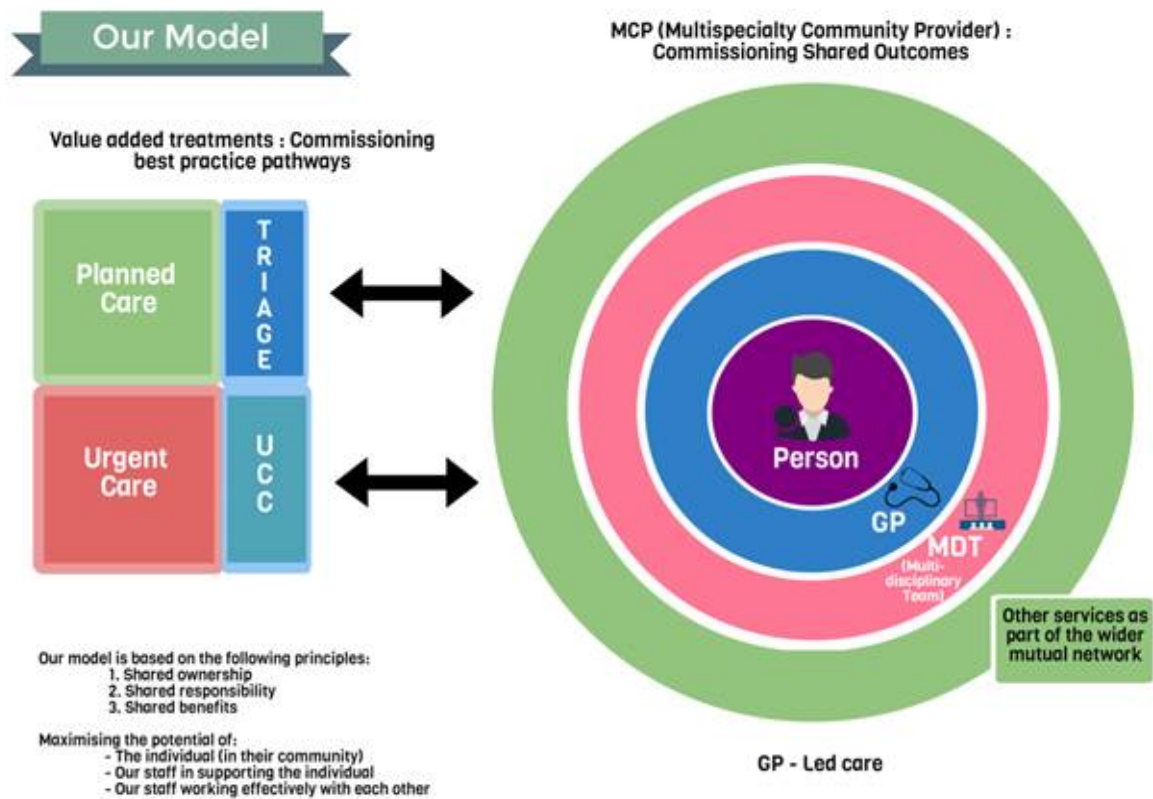 Our Model
MCP (Multispecialty Community Provider) :
Commissioning Shared Outcomes
Value added treatments : Commissioning
best practice pathways
Planned
Care
TRIAGE
Urgent
Care
UCC
Person
GP
MDT
(Multi-
disciplinary
Team)
Other services as
part of the wider
mutual network
Our model is based on the following principles:
1. Shared ownership
2. Shared responsibility
3. Shared benefits
Maximising the potential of:
- The individual (in their community)
- Our staff in supporting the individual
- Our staff working effectively with each other
GP - Led care